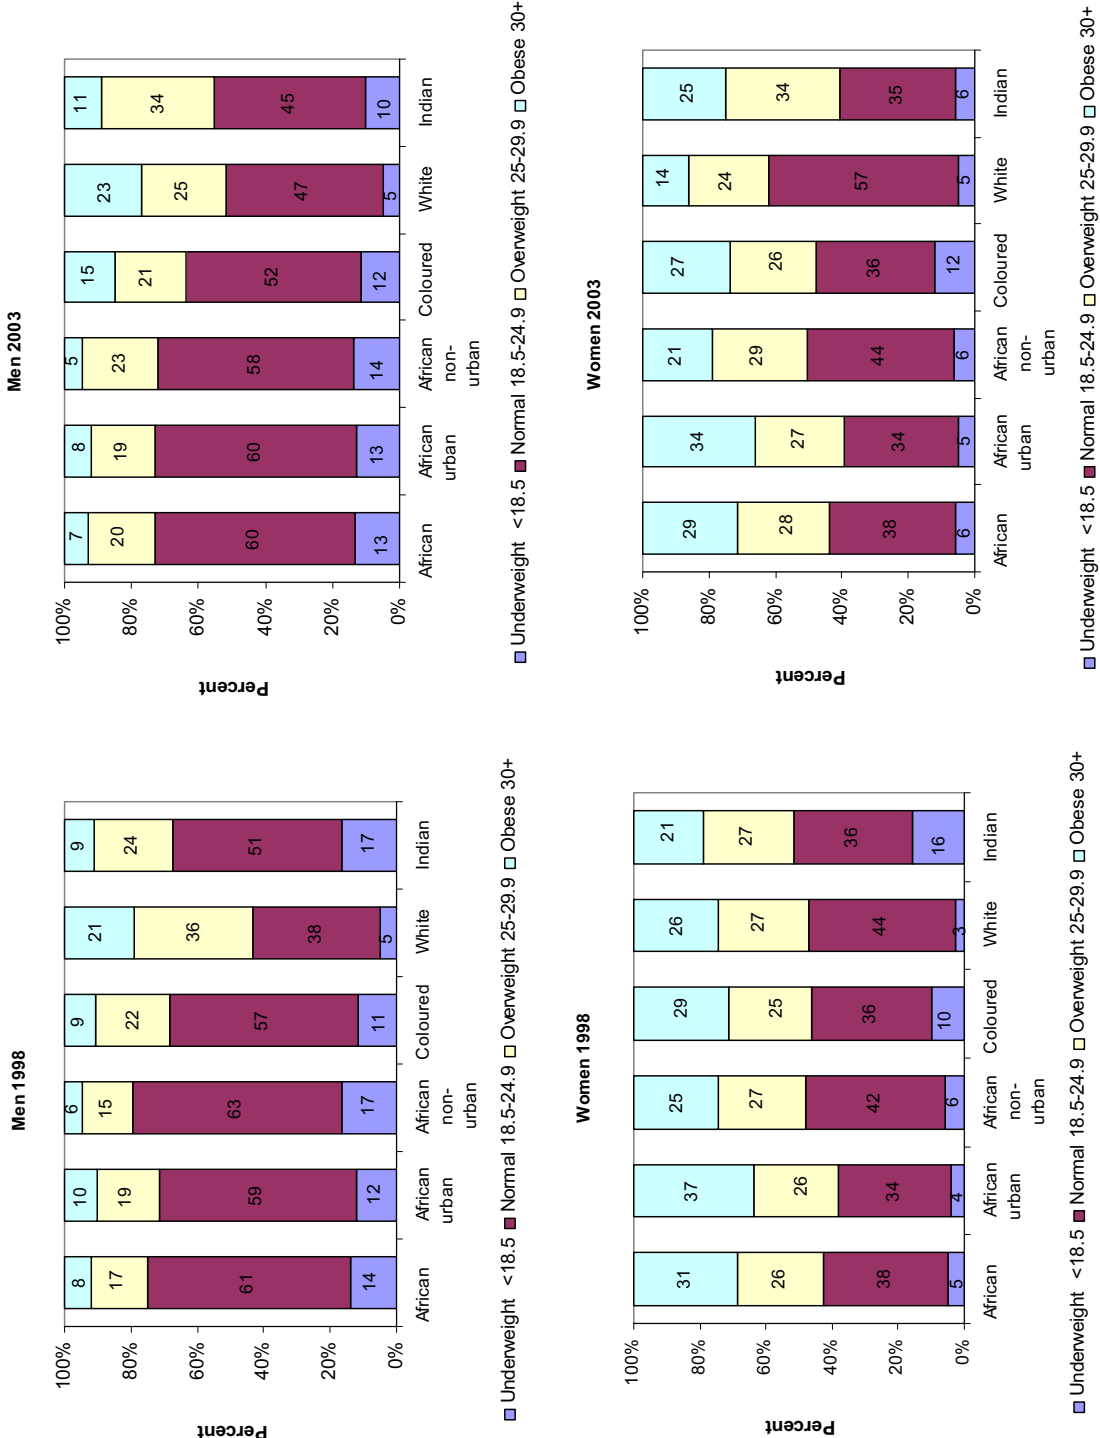 Men 1998
100%
80%
60%
40%
20%
0%
Percent
8 10 6 9 21 9
17 19 15 22 36 24
61 59 63 57 38 51
14 12 17 11 5 17
African African urban African non-urban Coloured White Indian
Underweight <18.5 Normal 18.5-24.9 Overweight 25-29.9 Obese 30+
Men 2003
100%
80%
60%
40%
20%
0%
Percent
7 8 5 15 23 11
20 19 23 21 25 34
60 60 58 52 47 45
13 13 14 12 5 10
African African urban African non-urban Coloured White Indian
Underweight <18.5 Normal 18.5-24.9 Overweight 25-29.9 Obese 30+
Women 1998
100%
80%
60%
40%
20%
0%
Percent
31 37 25 29 26 21
26 26 27 25 27 27
38 34 42 36 44 36
5 4 6 10 3 16
African African urban African non-urban Coloured White Indian
Underweight <18.5 Normal 18.5-24.9 Overweight 25-29.9 Obese 30+
Women 2003
100%
80%
60%
40%
20%
0%
Percent
29 34 21 27 14 25
28 27 29 26 24 34
38 34 44 36 57 35
6 5 6 12 5 6
African African urban African non-urban Coloured White Indian
Underweight <18.5 Normal 18.5-24.9 Overweight 25-29.9 Obese 30+